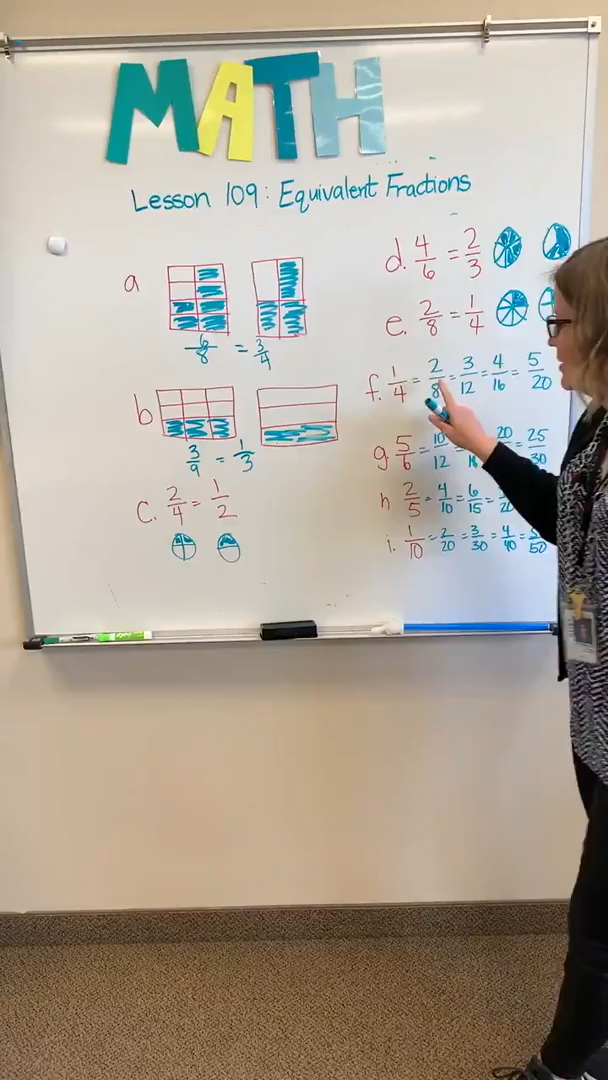 MATH
Lesson 109: Equivalent Fractions
a
6/8 = 3/4
b
3/9 = 1/3
c. 2/4 = 1/2
d. 4/6 = 2/3
e. 2/8 = 1/4
f. 1/4 = 2/8 = 3/12 = 4/16 = 5/20
g 5/6 = 10/12 = 20 = 25/30
h 2/5 = 4/10 = 6/15 =
i. 1/10 = 2/20 = 3/30 = 4/40 = 5/50